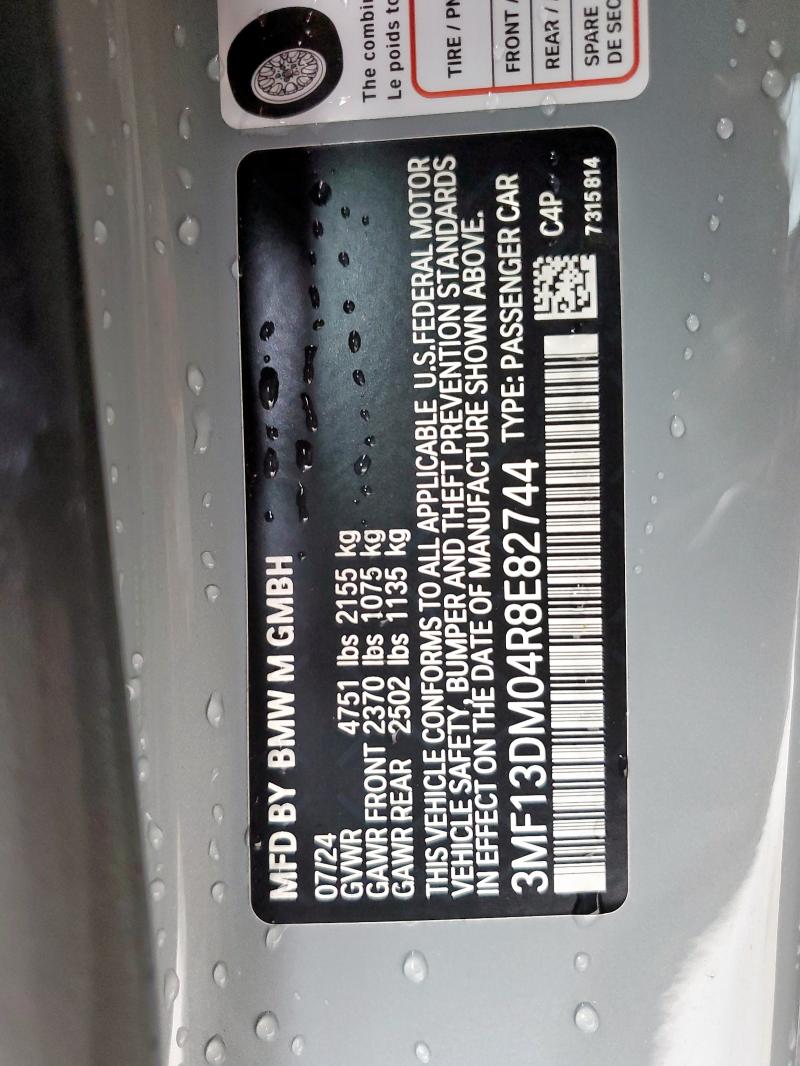 The combi
Le poids to
TIRE / PN
FRONT /
REAR /
SPARE
DE SEC
MFD BY BMW M GMBH
07/24
GVWR 4751 lbs 2155 kg
GAWR FRONT 2370 lbs 1075 kg
GAWR REAR 2502 lbs 1135 kg
THIS VEHICLE CONFORMS TO ALL APPLICABLE U.S.FEDERAL MOTOR
VEHICLE SAFETY, BUMPER AND THEFT PREVENTION STANDARDS
IN EFFECT ON THE DATE OF MANUFACTURE SHOWN ABOVE.
3MF13DM04R8E82744 TYPE: PASSENGER CAR
C4P
7315814